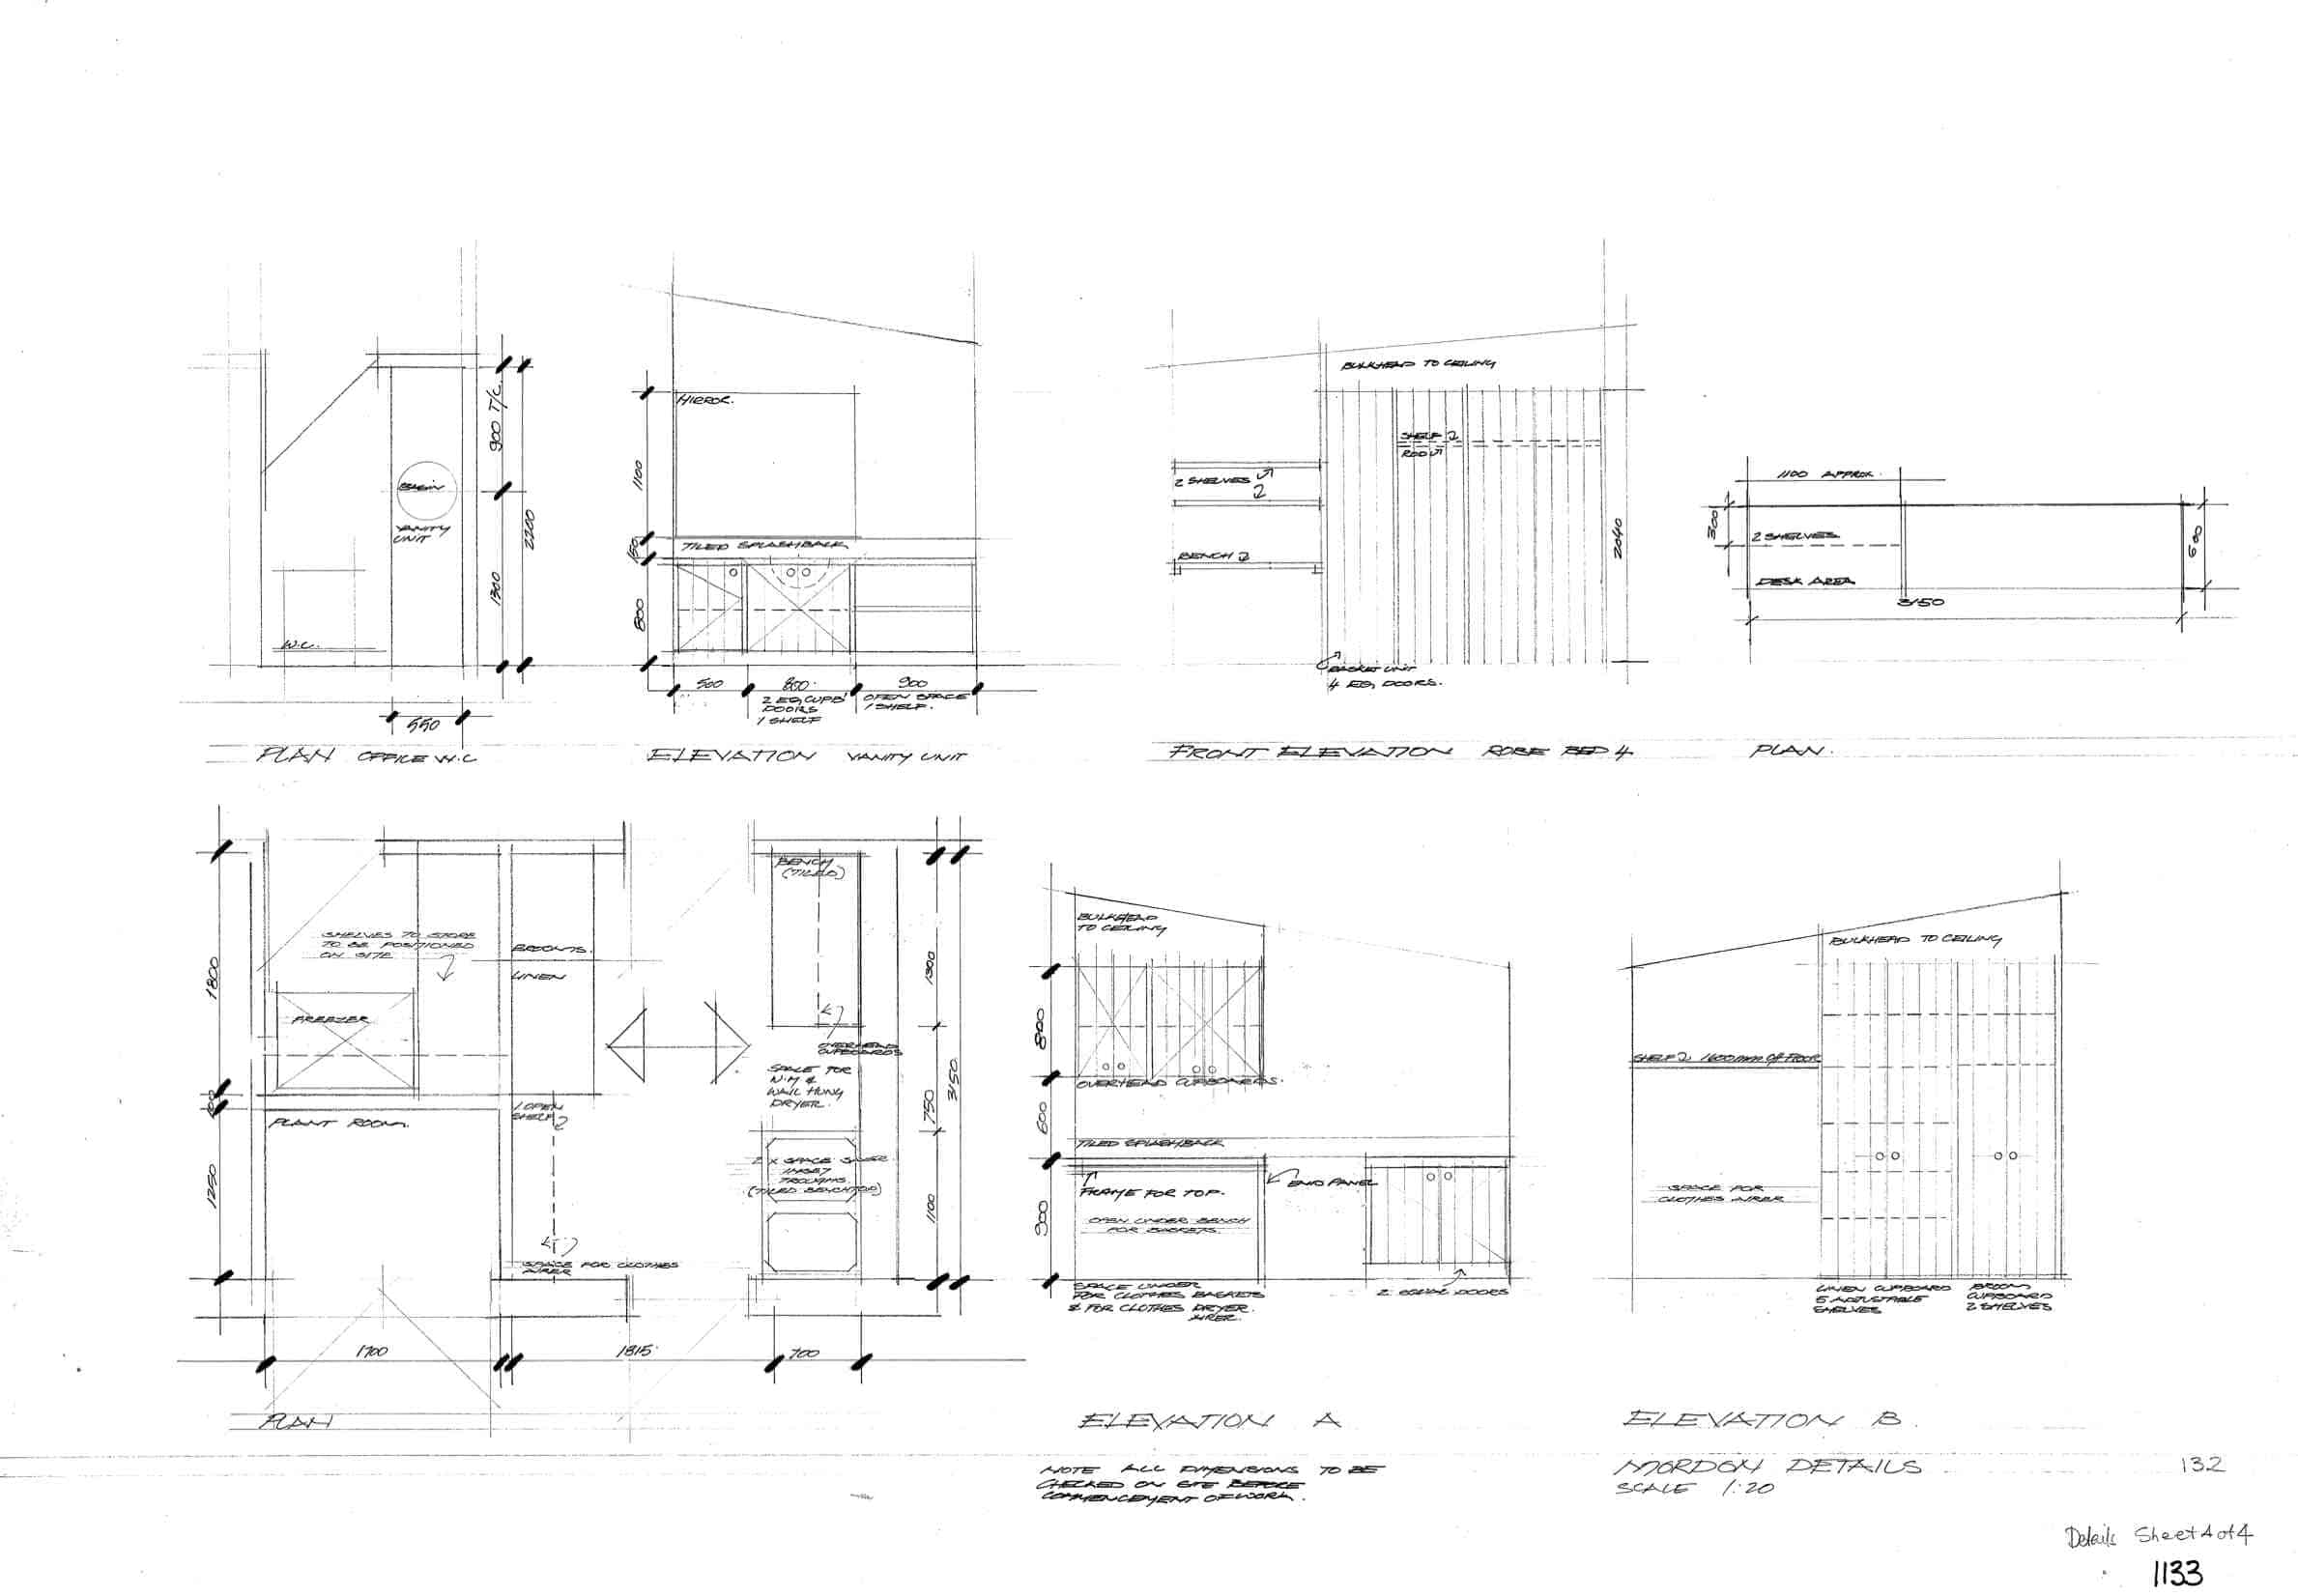 BULKHEAD TO CEILING
MIRROR.
900 T/C.
1100
SHELF
ROD
2 SHELVES
BASIN
VANITY
UNIT
2200
1300
150
TILED SPLASHBACK
BENCH
2040
800
W.C.
1100 APPROX.
300
2 SHELVES
DESK AREA
3150
550
500
800
900
2 EQ. CUPB'
DOORS
1 SHELF
OPEN SPACE
1 SHELF.
BASKET UNIT
4 EQ. DOORS.
PLAN OFFICE W.C
ELEVATION VANITY UNIT
FRONT ELEVATION ROBE BED 4
PLAN.
BENCH
(TILED)
SHELVES TO STORE
TO BE POSITIONED
ON SITE
BROOMS.
LINEN
1800
FREEZER
1300
OVERHEAD
CUPBOARDS
SPACE FOR
W.M &
WALL HUNG
DRYER.
3150
750
100
PLANT ROOM.
1 OPEN
SHELF
2 x SPACE SAVER
INSET
TROUGHS
(TILED BENCHTOP)
1250
1100
SPACE FOR CLOTHES
AIRER
1700
1815
700
PLAN
BULKHEAD
TO CEILING
800
OVERHEAD CUPBOARDS.
600
TILED SPLASHBACK
FRAME FOR TOP.
END PANEL
OPEN UNDER BENCH
FOR BASKETS.
900
SPACE UNDER
FOR CLOTHES BASKETS
& FOR CLOTHES DRYER.
AIRER.
2 EQUAL DOORS
ELEVATION A
BULKHEAD TO CEILING
SHELF 1600mm OFF FLOOR
SPACE FOR
CLOTHES AIRER
LINEN CUPBOARD
5 ADJUSTABLE
SHELVES
BROOM
CUPBOARD
2 SHELVES
ELEVATION B.
NOTE ALL DIMENSIONS TO BE
CHECKED ON SITE BEFORE
COMMENCEMENT OF WORK.
MORDON DETAILS
SCALE 1:20
132
Details Sheet 4 of 4
1133